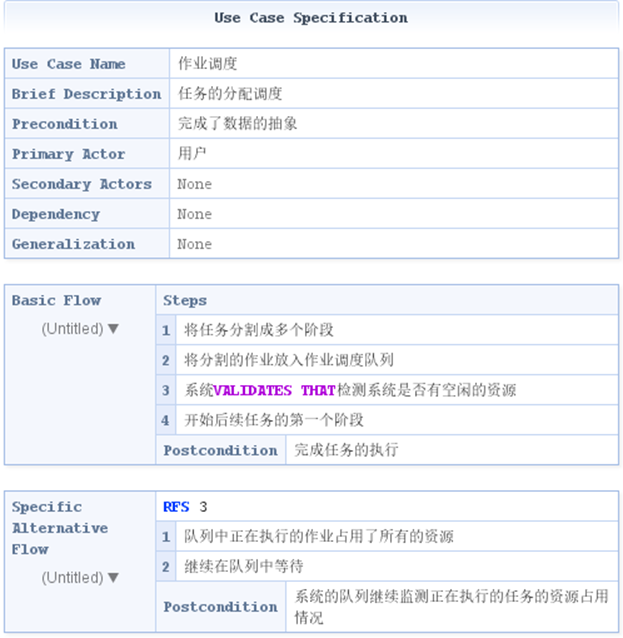 Use Case Specification
Use Case Name 作业调度
Brief Description 任务的分配调度
Precondition 完成了数据的抽象
Primary Actor 用户
Secondary Actors None
Dependency None
Generalization None
Basic Flow Steps
(Untitled) ▼
1 将任务分割成多个阶段
2 将分割的作业放入作业调度队列
3 系统VALIDATES THAT检测系统是否有空闲的资源
4 开始后续任务的第一个阶段
Postcondition 完成任务的执行
Specific Alternative Flow
(Untitled) ▼
RFS 3
1 队列中正在执行的作业占用了所有的资源
2 继续在队列中等待
Postcondition 系统的队列继续监测正在执行的任务的资源占用
情况